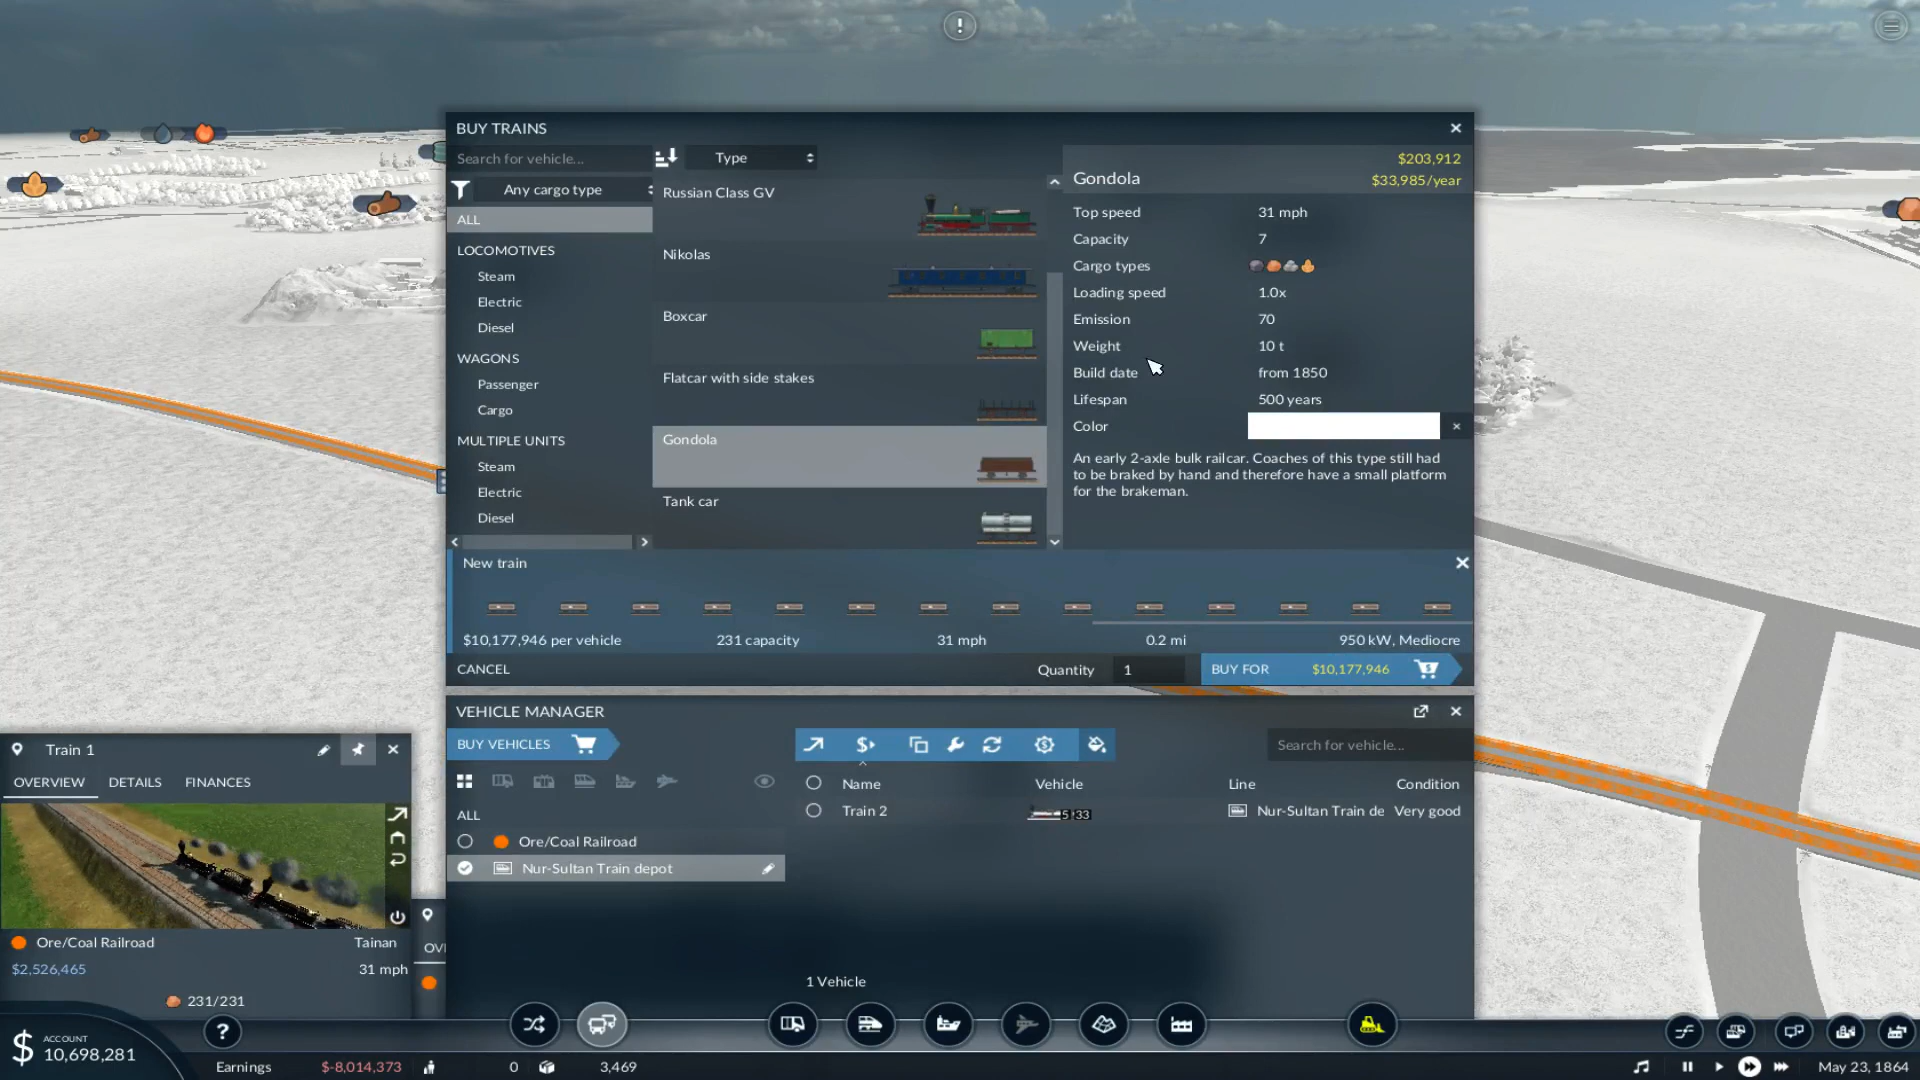 BUY TRAINS
Search for vehicle...
Type
Any cargo type
ALL
LOCOMOTIVES
Steam
Electric
Diesel
WAGONS
Passenger
Cargo
MULTIPLE UNITS
Steam
Electric
Diesel
Russian Class GV
Nikolas
Boxcar
Flatcar with side stakes
Gondola
Tank car
$203,912
Gondola
$33,985/year
Top speed 31 mph
Capacity 7
Cargo types
Loading speed 1.0x
Emission 70
Weight 10 t
Build date from 1850
Lifespan 500 years
Color
An early 2-axle bulk railcar. Coaches of this type still had
to be braked by hand and therefore have a small platform
for the brakeman.
New train
$10,177,946 per vehicle 231 capacity 31 mph 0.2 mi 950 kW, Mediocre
CANCEL Quantity 1 BUY FOR $10,177,946
VEHICLE MANAGER
BUY VEHICLES
Search for vehicle...
ALL
Ore/Coal Railroad
Nur-Sultan Train depot
Name Vehicle Line Condition
Train 2 Nur-Sultan Train de Very good
1 Vehicle
Train 1
OVERVIEW DETAILS FINANCES
Ore/Coal Railroad Tainan
$2,526,465 31 mph
231/231
OV
$ ACCOUNT
10,698,281
?
Earnings $-8,014,373 0 3,469
May 23, 1864